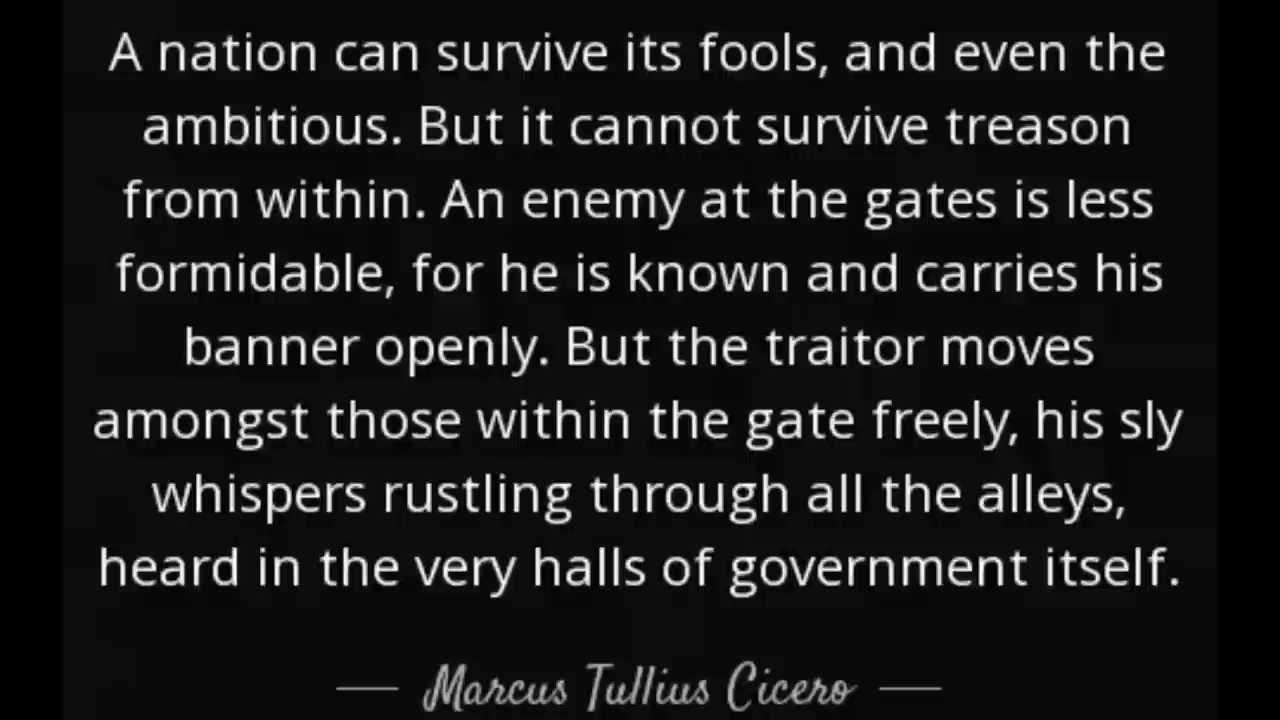 A nation can survive its fools, and even the
ambitious. But it cannot survive treason
from within. An enemy at the gates is less
formidable, for he is known and carries his
banner openly. But the traitor moves
amongst those within the gate freely, his sly
whispers rustling through all the alleys,
heard in the very halls of government itself.
— Marcus Tullius Cicero —